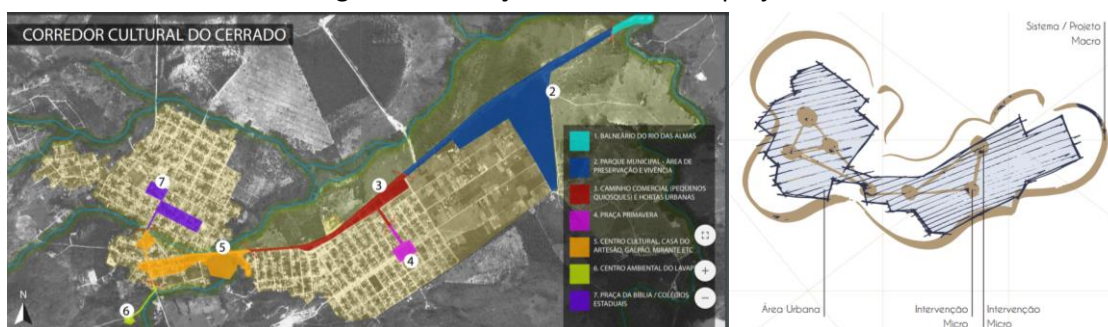 CORREDOR CULTURAL DO CERRADO
2
3
7
5
4
6
N
1. BALNEÁRIO DO RIO DAS ALMAS
2. PARQUE MUNICIPAL - ÁREA DE
PRESERVAÇÃO E VIVÊNCIA
3. CAMINHO COMERCIAL (PEQUENOS
QUIOSQUES) E HORTAS URBANAS
4. PRAÇA PRIMAVERA
5. CENTRO CULTURAL, CASA DO
ARTESÃO, GALPÃO, MIRANTE ETC
6. CENTRO AMBIENTAL DO
7. PRAÇA DA BÍBLIA / COLÉGIOS
ESTADUAIS
+
−
Sistema / Projeto
Macro
Área Urbana
Intervenção
Micro
Intervenção
Micro